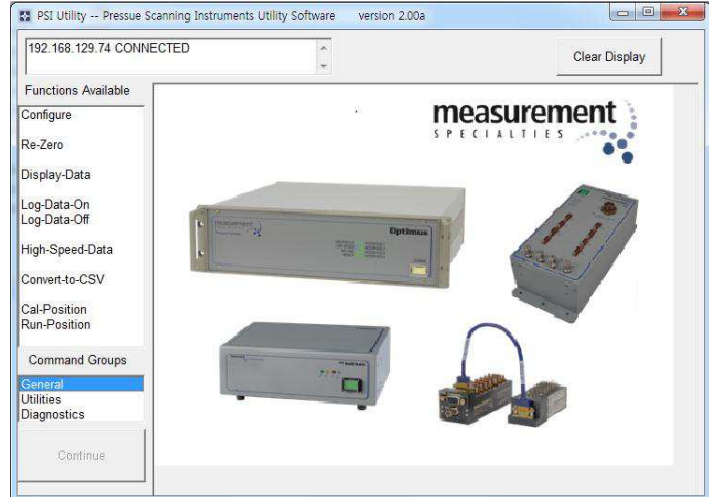 PSI Utility -- Pressue Scanning Instruments Utility Software version 2.00a
192.168.129.74 CONNECTED
Clear Display
Functions Available
Configure
Re-Zero
Display-Data
Log-Data-On
Log-Data-Off
High-Speed-Data
Convert-to-CSV
Cal-Position
Run-Position
Command Groups
General
Utilities
Diagnostics
Continue
measurement
SPECIALTIES
measurement
Optimus